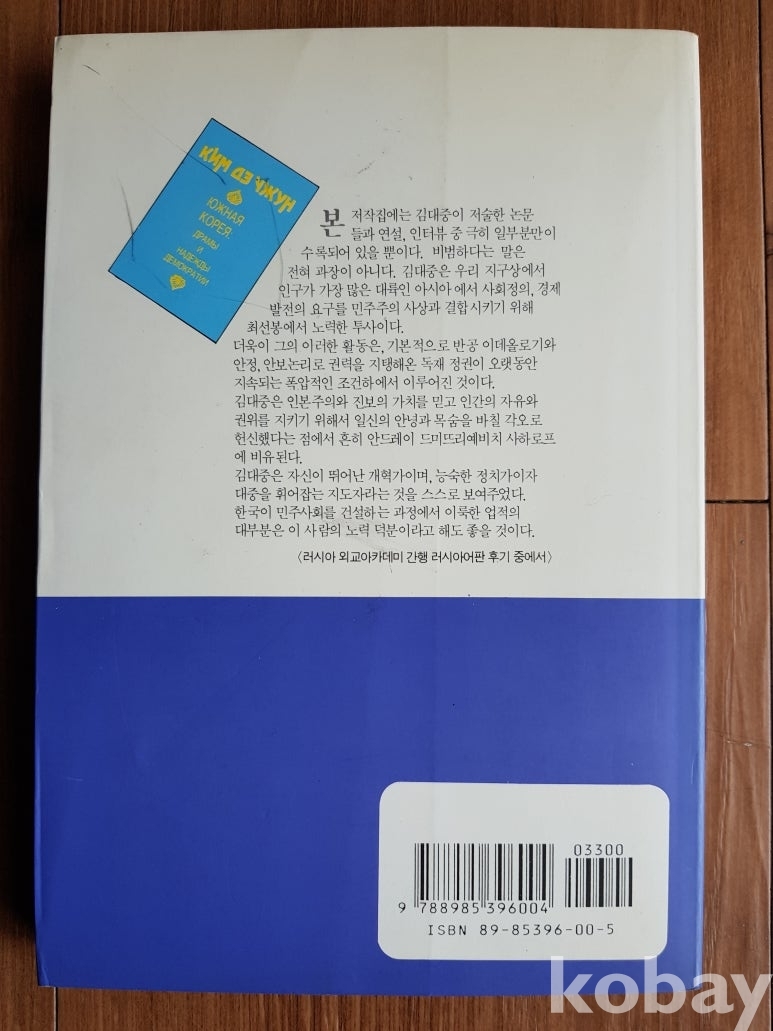 КИМ ДЭ ЧЖУН
ЮЖНАЯ
КОРЕЯ:
ДРАМЫ
И
НАДЕЖДЫ
ДЕМОКРАТИИ
본 저작집에는 김대중이 저술한 논문
들과 연설, 인터뷰 중 극히 일부분만이
수록되어 있을 뿐이다. 비범하다는 말은
전혀 과장이 아니다. 김대중은 우리 지구상에서
인구가 가장 많은 대륙인 아시아에서 사회정의, 경제
발전의 요구를 민주주의 사상과 결합시키기 위해
최선봉에서 노력한 투사이다.
더욱이 그의 이러한 활동은, 기본적으로 반공 이데올로기와
안정, 안보논리로 권력을 지탱해온 독재 정권이 오랫동안
지속되는 폭압적인 조건하에서 이루어진 것이다.
김대중은 인본주의와 진보의 가치를 믿고 인간의 자유와
권위를 지키기 위해서 일신의 안녕과 목숨을 바칠 각오로
헌신했다는 점에서 흔히 안드레이 드미뜨리예비치 사하로프
에 비유된다.
김대중은 자신이 뛰어난 개혁가이며, 능숙한 정치가이자
대중을 휘어잡는 지도자라는 것을 스스로 보여주었다.
한국이 민주사회를 건설하는 과정에서 이룩한 업적의
대부분은 이 사람의 노력 덕분이라고 해도 좋을 것이다.
〈러시아 외교아카데미 간행 러시아어판 후기 중에서〉
03300
9 788985 396004
ISBN 89-85396-00-5
kobay